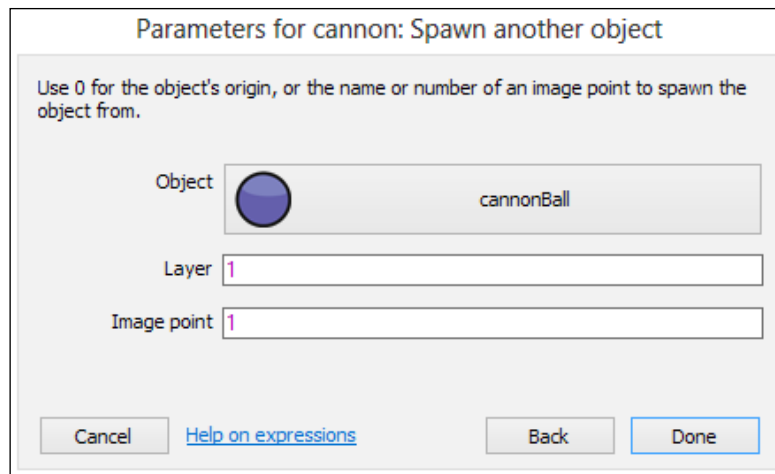 Parameters for cannon: Spawn another object
Use 0 for the object's origin, or the name or number of an image point to spawn the
object from.
Object cannonBall
Layer 1
Image point 1
Cancel Help on expressions Back Done